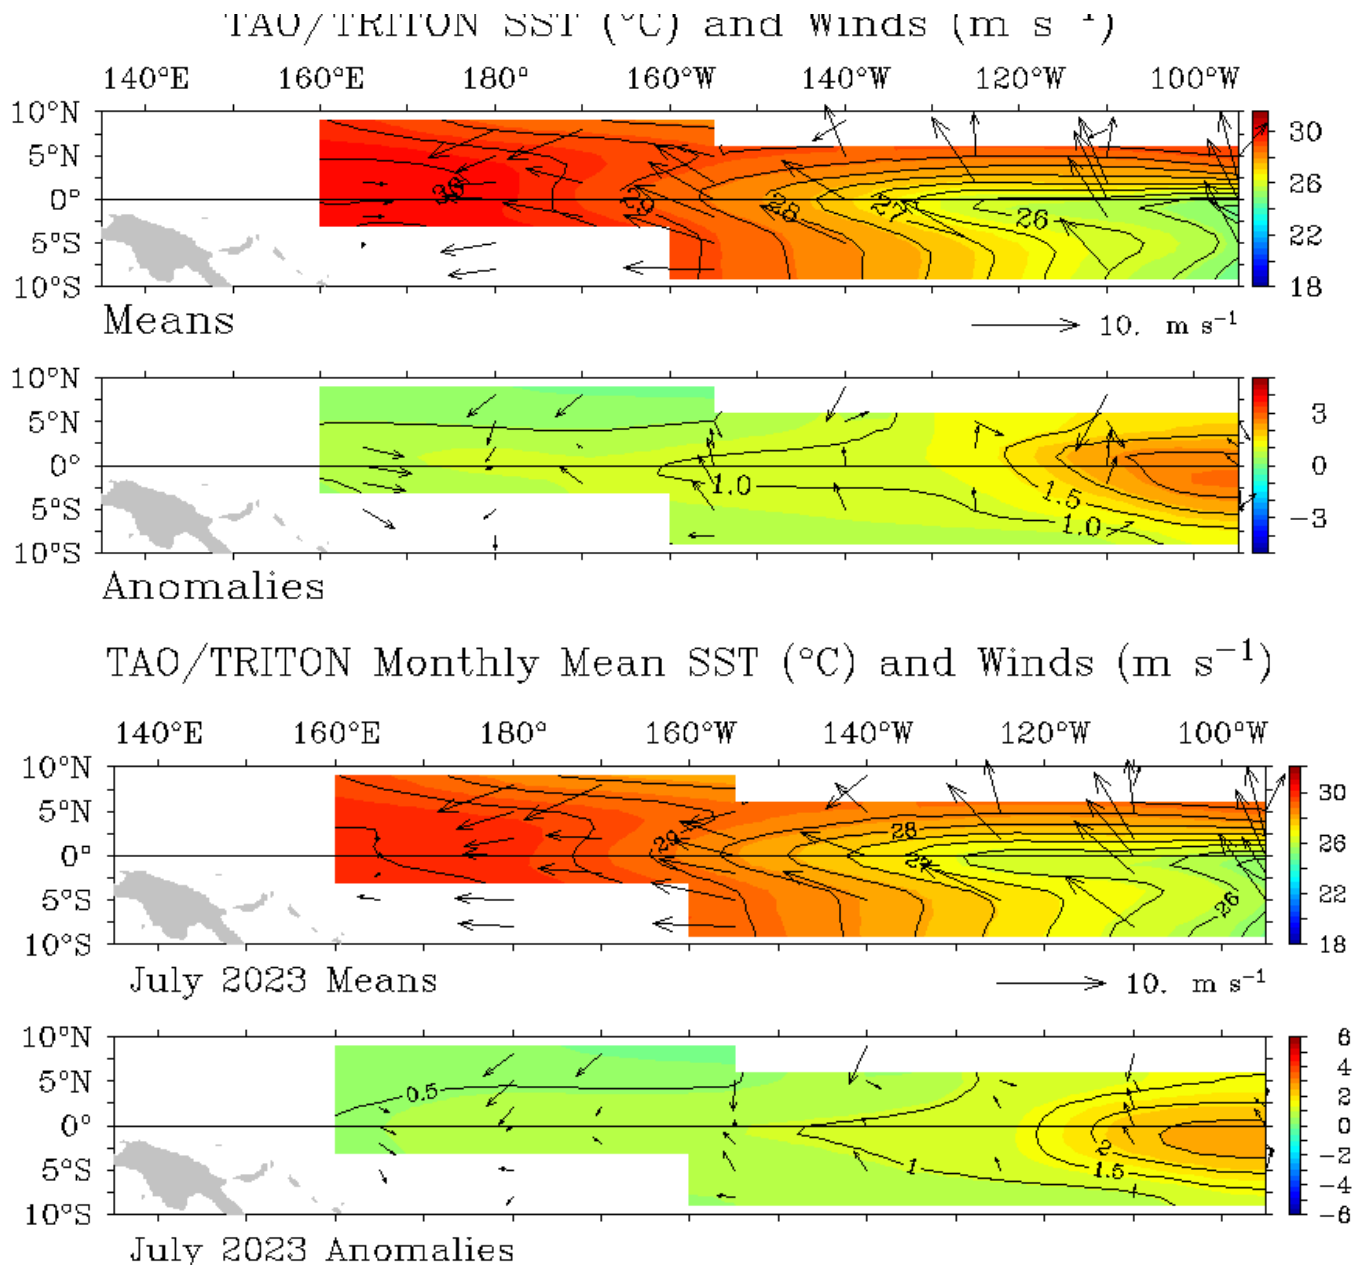 TAO/TRITON SST (°C) and Winds (m s⁻¹)
140°E 160°E 180° 160°W 140°W 120°W 100°W
10°N
5°N
0°
5°S
10°S
30 29 28 27 26
30
26
22
18
Means
10. m s⁻¹
10°N
5°N
0°
5°S
10°S
1.0 1.5 1.0
3
0
−3
Anomalies
TAO/TRITON Monthly Mean SST (°C) and Winds (m s⁻¹)
140°E 160°E 180° 160°W 140°W 120°W 100°W
10°N
5°N
0°
5°S
10°S
29 28 27 26
30
26
22
18
July 2023 Means
10. m s⁻¹
10°N
5°N
0°
5°S
10°S
0.5 1 2 1.5
6
4
2
0
−2
−4
−6
July 2023 Anomalies